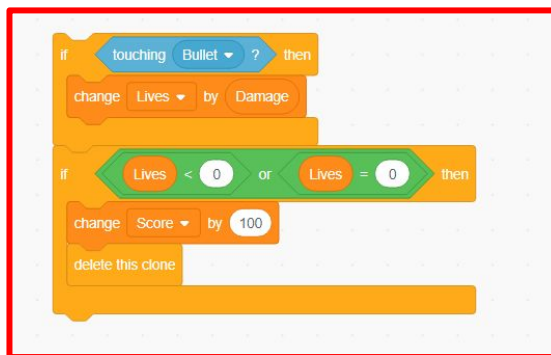 if touching Bullet ? then
change Lives by Damage
if Lives < 0 or Lives = 0 then
change Score by 100
delete this clone